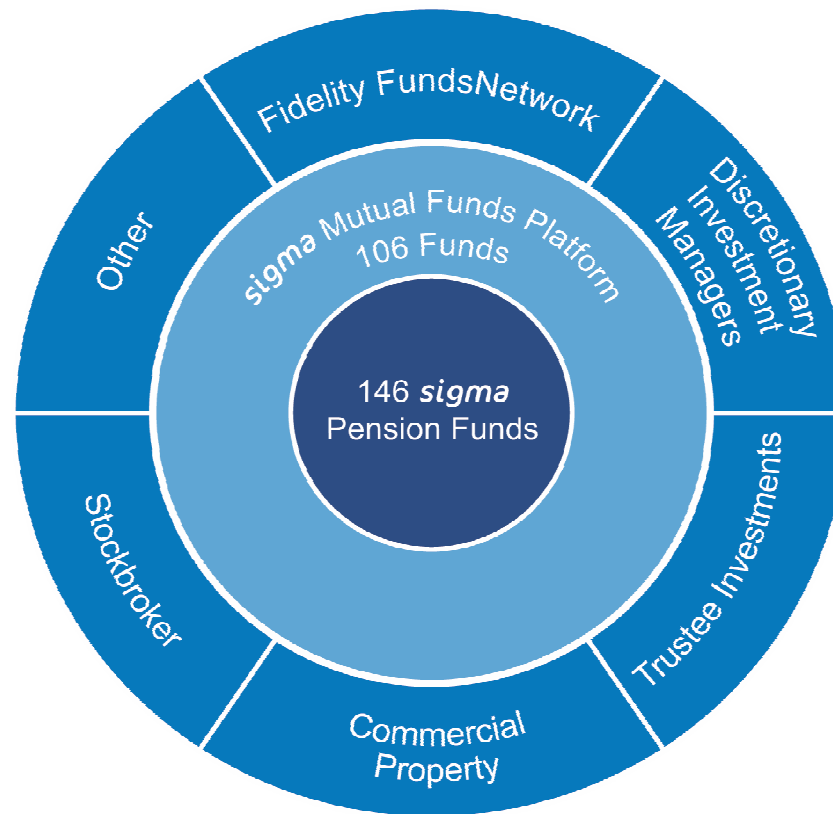 Fidelity FundsNetwork
Discretionary
Investment
Managers
Trustee Investments
Commercial
Property
Stockbroker
Other
sigma Mutual Funds Platform
106 Funds
146 sigma
Pension Funds